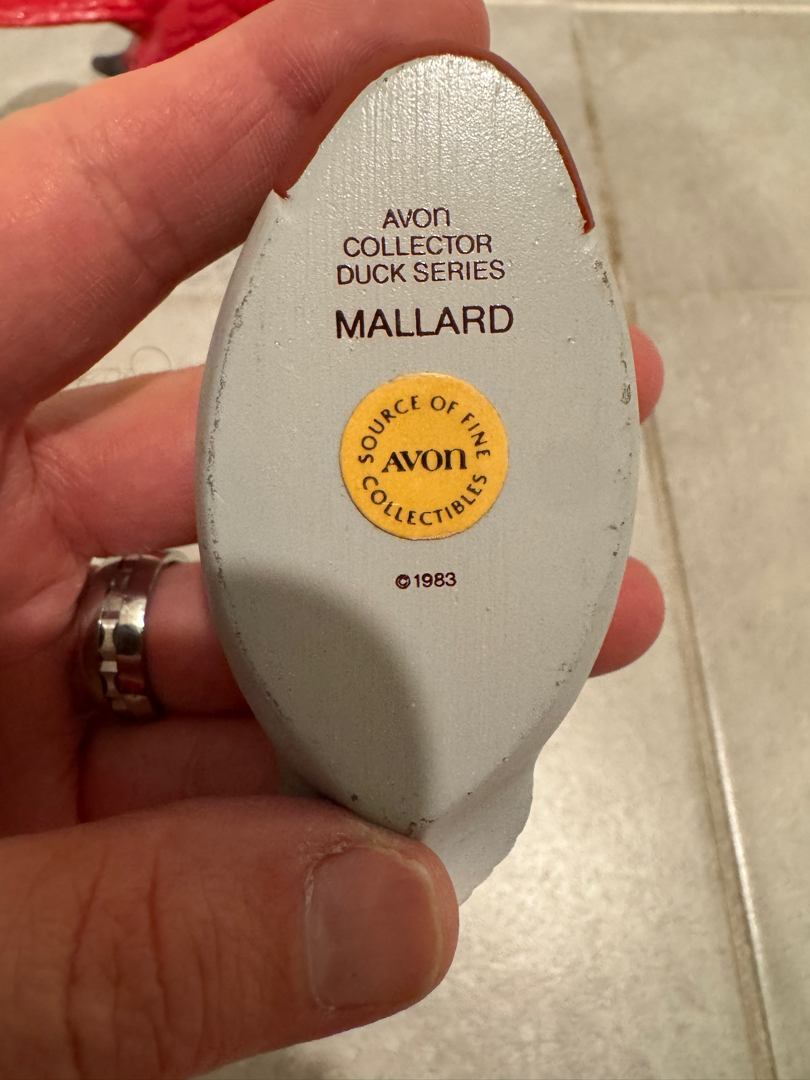 AVON
COLLECTOR
DUCK SERIES
MALLARD
SOURCE OF FINE
AVON
COLLECTIBLES
©1983